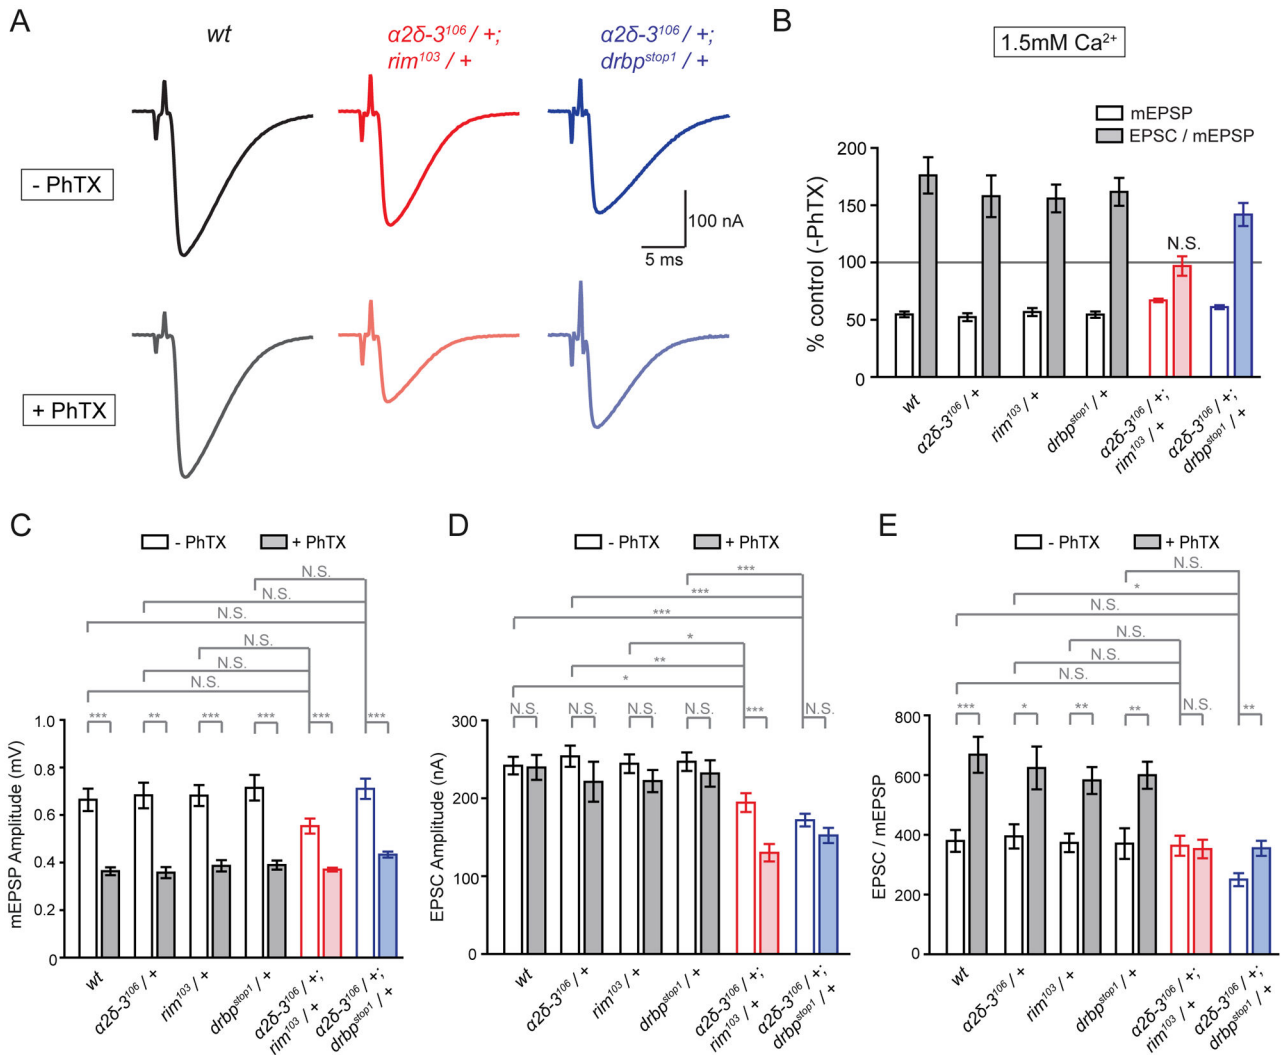 A
wt
α2δ-3¹⁰⁶ / +;
rim¹⁰³ / +
α2δ-3¹⁰⁶ / +;
drbpˢᵗᵒᵖ¹ / +
- PhTX
100 nA
5 ms
+ PhTX
B
1.5mM Ca²⁺
mEPSP
EPSC / mEPSP
% control (-PhTX)
200
150
100
50
0
N.S.
wt
α2δ-3¹⁰⁶ / +
rim¹⁰³ / +
drbpˢᵗᵒᵖ¹ / +
α2δ-3¹⁰⁶ / +;
rim¹⁰³ / +
α2δ-3¹⁰⁶ / +;
drbpˢᵗᵒᵖ¹ / +
C
- PhTX
+ PhTX
N.S.
N.S.
N.S.
N.S.
N.S.
N.S.
*** ** *** *** *** ***
mEPSP Amplitude (mV)
1.0
0.8
0.6
0.4
0.2
0
wt
α2δ-3¹⁰⁶ / +
rim¹⁰³ / +
drbpˢᵗᵒᵖ¹ / +
α2δ-3¹⁰⁶ / +;
rim¹⁰³ / +
α2δ-3¹⁰⁶ / +;
drbpˢᵗᵒᵖ¹ / +
D
- PhTX
+ PhTX
***
***
***
*
**
*
N.S. N.S. N.S. N.S. *** N.S.
EPSC Amplitude (nA)
300
200
100
0
wt
α2δ-3¹⁰⁶ / +
rim¹⁰³ / +
drbpˢᵗᵒᵖ¹ / +
α2δ-3¹⁰⁶ / +;
rim¹⁰³ / +
α2δ-3¹⁰⁶ / +;
drbpˢᵗᵒᵖ¹ / +
E
- PhTX
+ PhTX
N.S.
*
N.S.
N.S.
N.S.
N.S.
*** * ** ** N.S. **
EPSC / mEPSP
800
600
400
200
0
wt
α2δ-3¹⁰⁶ / +
rim¹⁰³ / +
drbpˢᵗᵒᵖ¹ / +
α2δ-3¹⁰⁶ / +;
rim¹⁰³ / +
α2δ-3¹⁰⁶ / +;
drbpˢᵗᵒᵖ¹ / +